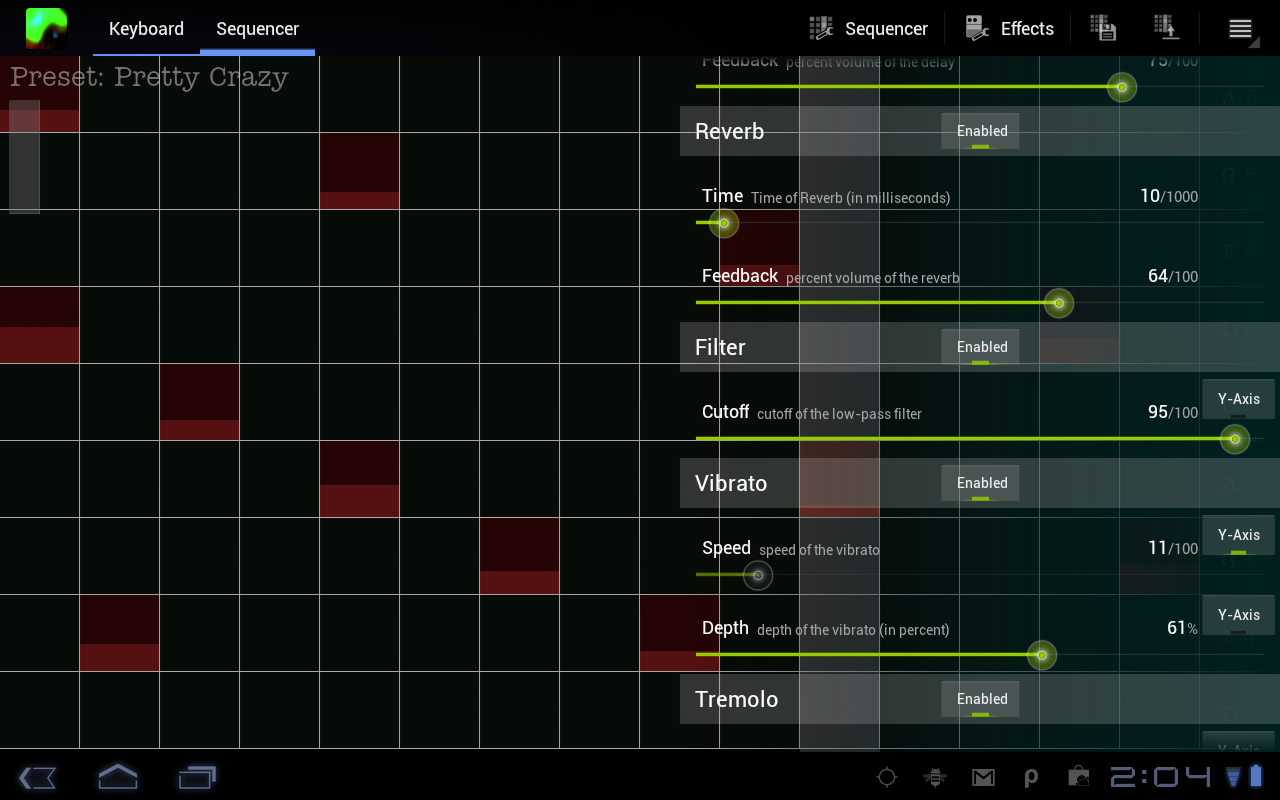 Keyboard Sequencer Sequencer Effects
Preset: Pretty Crazy
Feedback percent volume of the delay 75/100
Reverb Enabled
Time Time of Reverb (in milliseconds) 10/1000
Feedback percent volume of the reverb 64/100
Filter Enabled
Y-Axis
Cutoff cutoff of the low-pass filter 95/100
Vibrato Enabled
A 4
Y-Axis
Speed speed of the vibrato 11/100
Y-Axis
Depth depth of the vibrato (in percent) 61%
Tremolo Enabled
D 4
Y-Axis
2:04